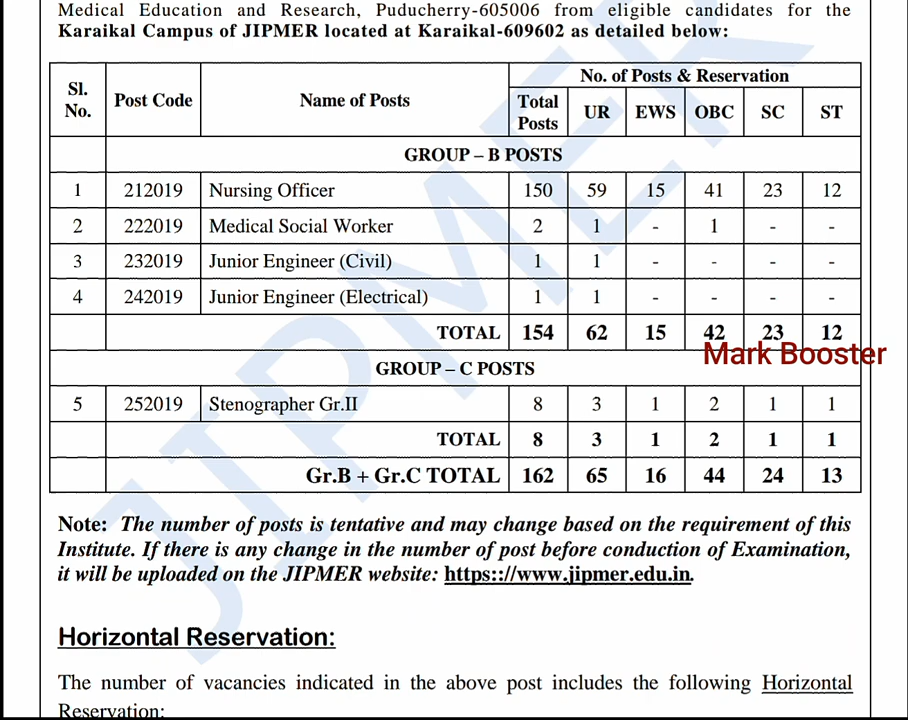 Medical Education and Research, Puducherry-605006 from eligible candidates for the
Karaikal Campus of JIPMER located at Karaikal-609602 as detailed below:
Sl. No. Post Code Name of Posts No. of Posts & Reservation
Total Posts UR EWS OBC SC ST
GROUP – B POSTS
1 212019 Nursing Officer 150 59 15 41 23 12
2 222019 Medical Social Worker 2 1 - 1 - -
3 232019 Junior Engineer (Civil) 1 1 - - - -
4 242019 Junior Engineer (Electrical) 1 1 - - - -
TOTAL 154 62 15 42 23 12
Mark Booster
GROUP – C POSTS
5 252019 Stenographer Gr.II 8 3 1 2 1 1
TOTAL 8 3 1 2 1 1
Gr.B + Gr.C TOTAL 162 65 16 44 24 13
Note: The number of posts is tentative and may change based on the requirement of this
Institute. If there is any change in the number of post before conduction of Examination,
it will be uploaded on the JIPMER website: https:://www.jipmer.edu.in.
Horizontal Reservation:
The number of vacancies indicated in the above post includes the following Horizontal
Reservation:
JIPMER